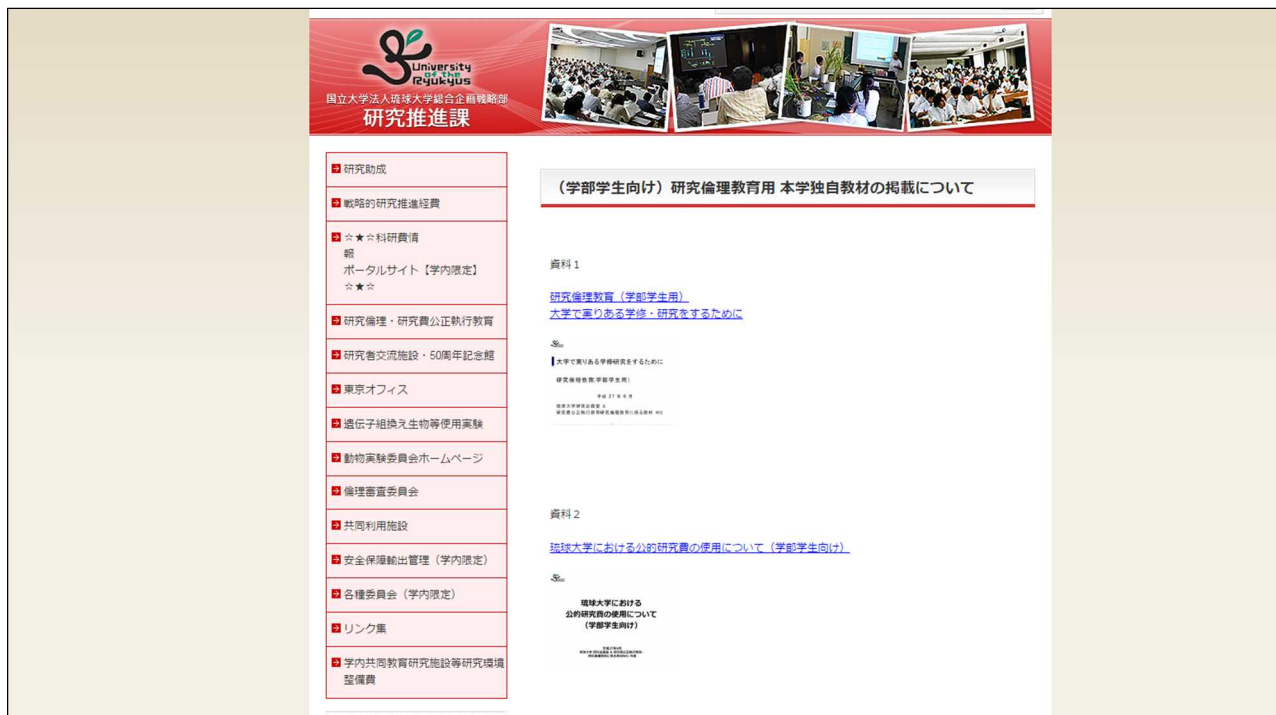 University
of the
Ryukyus
国立大学法人琉球大学総合企画戦略部
研究推進課
研究助成
戦略的研究推進経費
☆★☆科研費情
報
ポータルサイト【学内限定】
☆★☆
研究倫理・研究費公正執行教育
研究者交流施設・50周年記念館
東京オフィス
遺伝子組換え生物等使用実験
動物実験委員会ホームページ
倫理審査委員会
共同利用施設
安全保障輸出管理（学内限定）
各種委員会（学内限定）
リンク集
学内共同教育研究施設等研究環境
整備費
（学部学生向け）研究倫理教育用 本学独自教材の掲載について
資料１
研究倫理教育（学部学生用）
大学で実りある学修・研究をするために
大学で実りある学修研究をするために
研究倫理教育(学部学生用)
平成 27 年 8 月
資料２
琉球大学における公的研究費の使用について（学部学生向け）
琉球大学における
公的研究費の使用について
（学部学生向け）